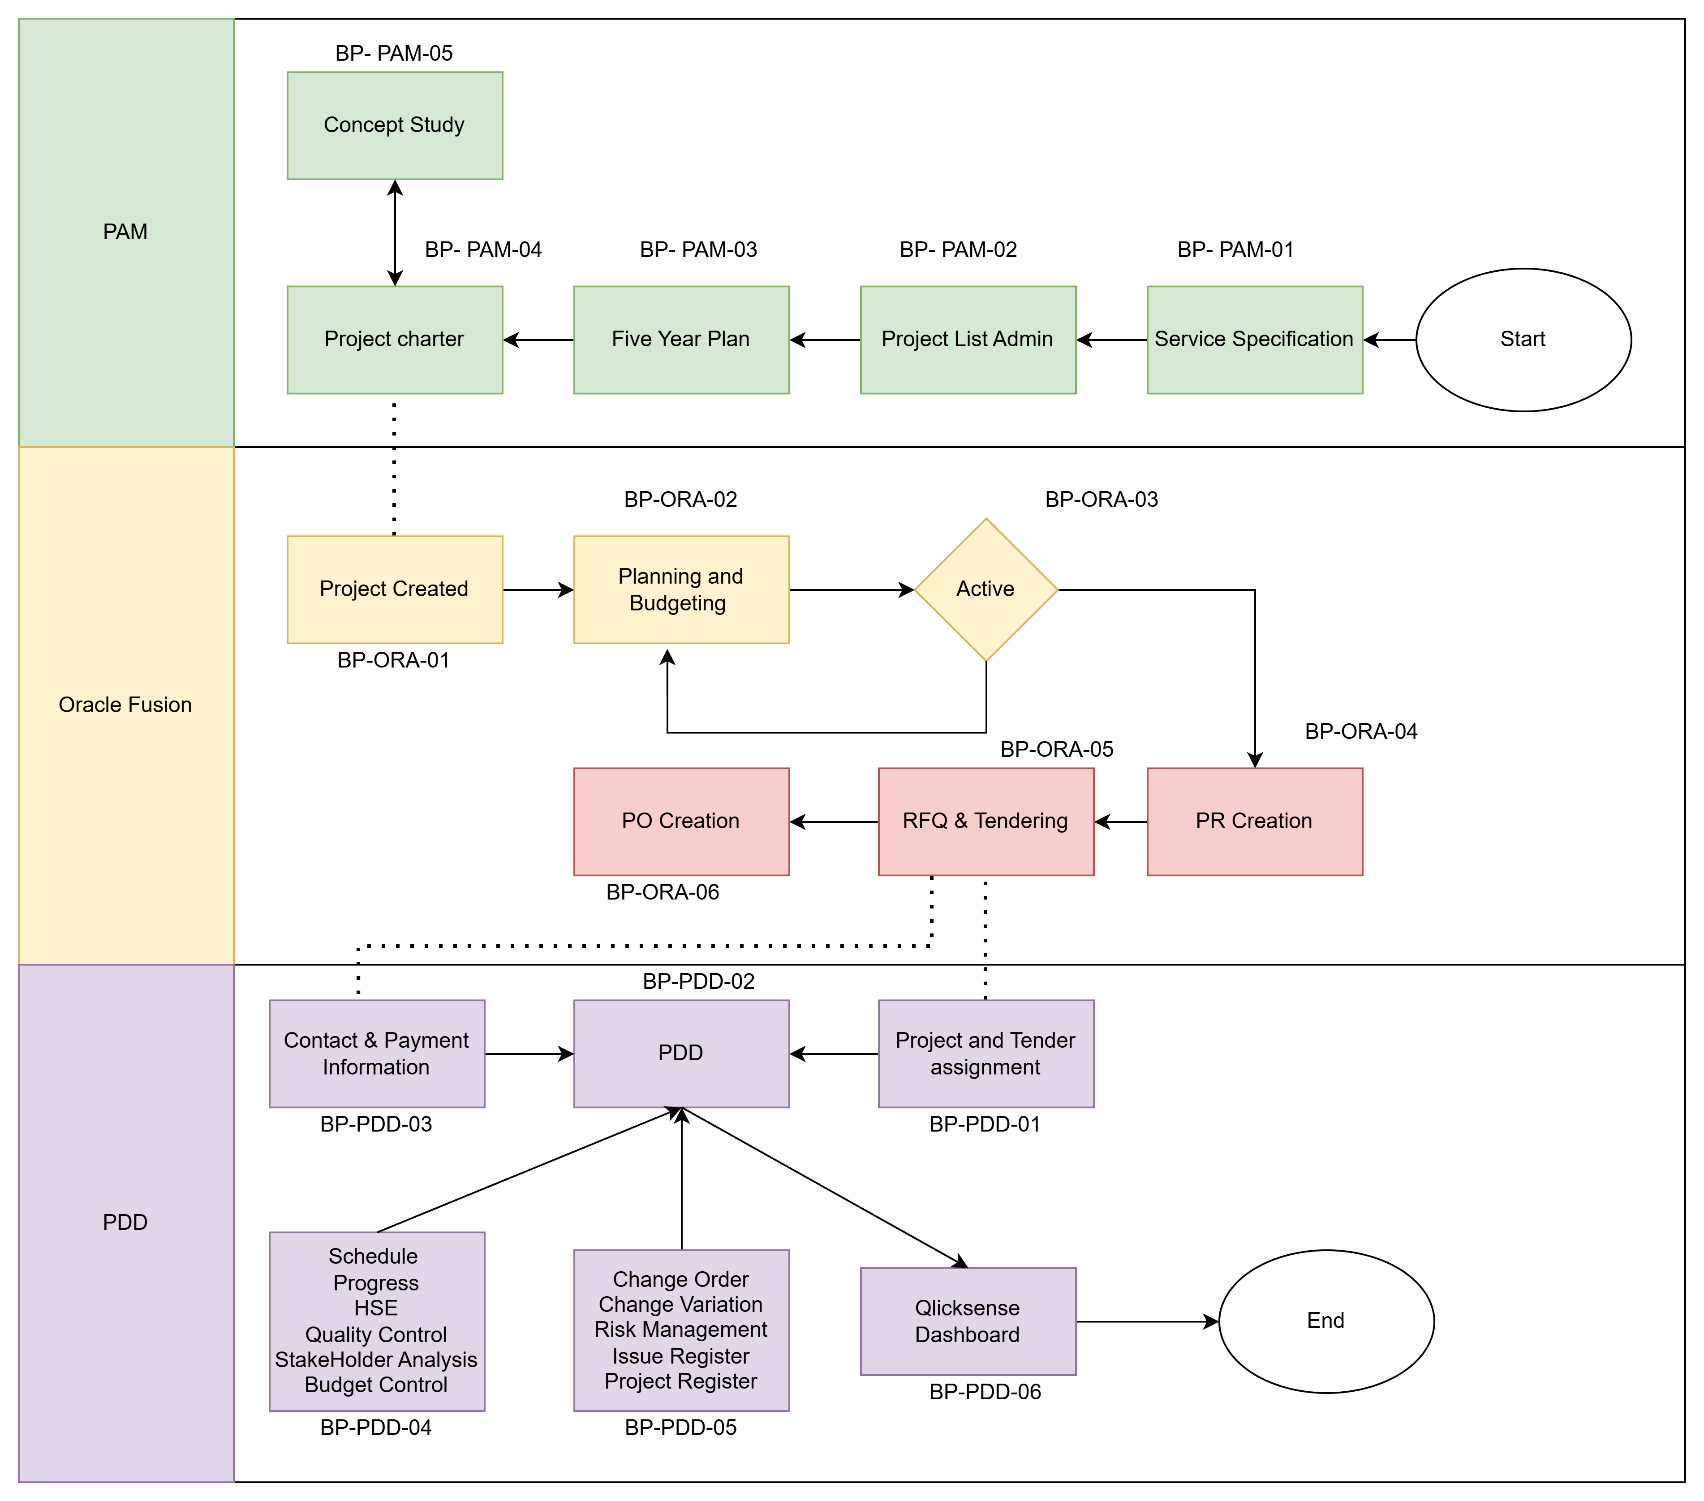 PAM
BP- PAM-05
Concept Study
BP- PAM-04
BP- PAM-03
BP- PAM-02
BP- PAM-01
Project charter
Five Year Plan
Project List Admin
Service Specification
Start
Oracle Fusion
BP-ORA-02
BP-ORA-03
Project Created
Planning and
Budgeting
Active
BP-ORA-01
BP-ORA-04
BP-ORA-05
PO Creation
RFQ & Tendering
PR Creation
BP-ORA-06
PDD
BP-PDD-02
Contact & Payment
Information
PDD
Project and Tender
assignment
BP-PDD-03
BP-PDD-01
Schedule
Progress
HSE
Quality Control
StakeHolder Analysis
Budget Control
BP-PDD-04
Change Order
Change Variation
Risk Management
Issue Register
Project Register
BP-PDD-05
Qlicksense
Dashboard
BP-PDD-06
End